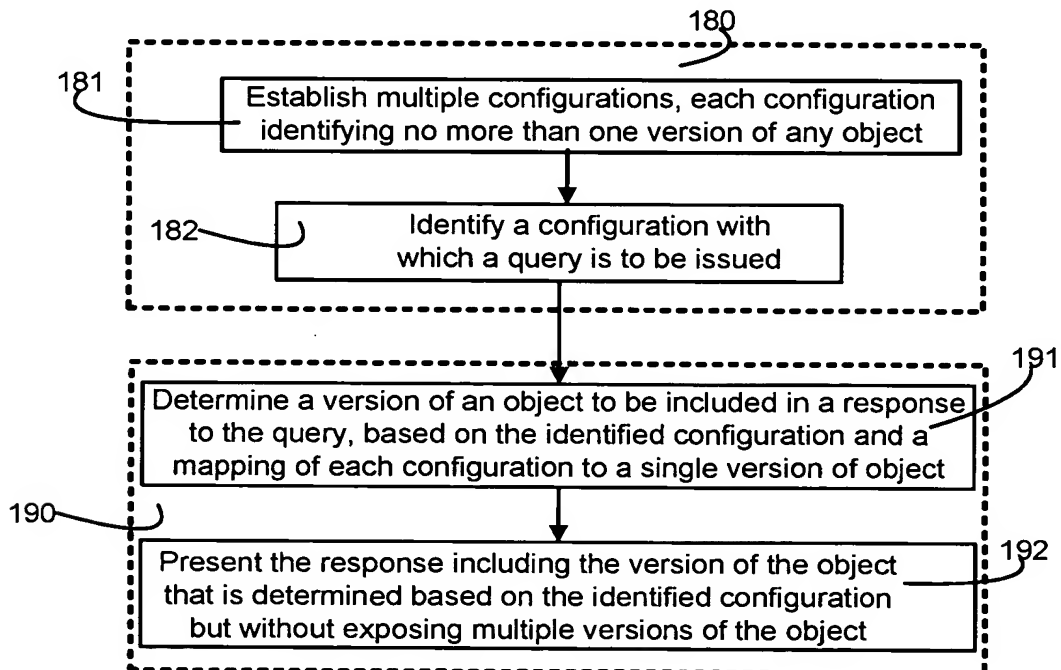 180
181
Establish multiple configurations, each configuration
identifying no more than one version of any object
182
Identify a configuration with
which a query is to be issued
191
Determine a version of an object to be included in a response
to the query, based on the identified configuration and a
mapping of each configuration to a single version of object
190
192
Present the response including the version of the object
that is determined based on the identified configuration
but without exposing multiple versions of the object